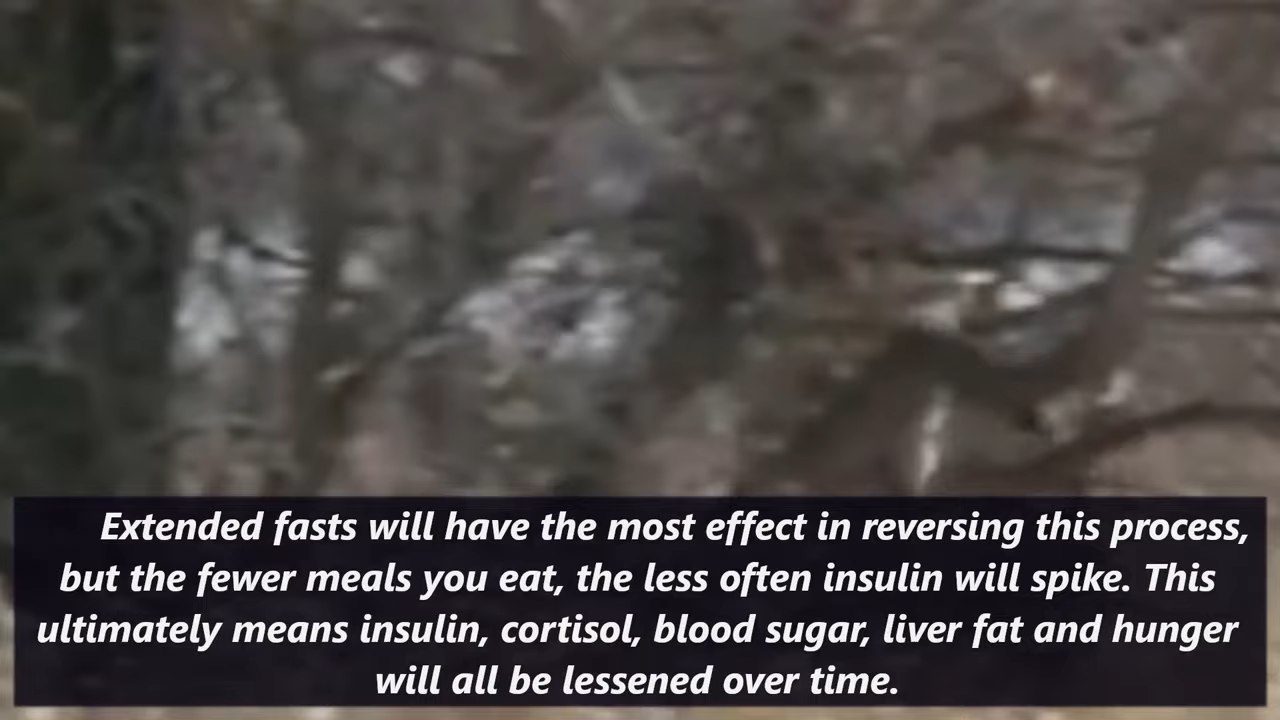 Extended fasts will have the most effect in reversing this process,
but the fewer meals you eat, the less often insulin will spike. This
ultimately means insulin, cortisol, blood sugar, liver fat and hunger
will all be lessened over time.